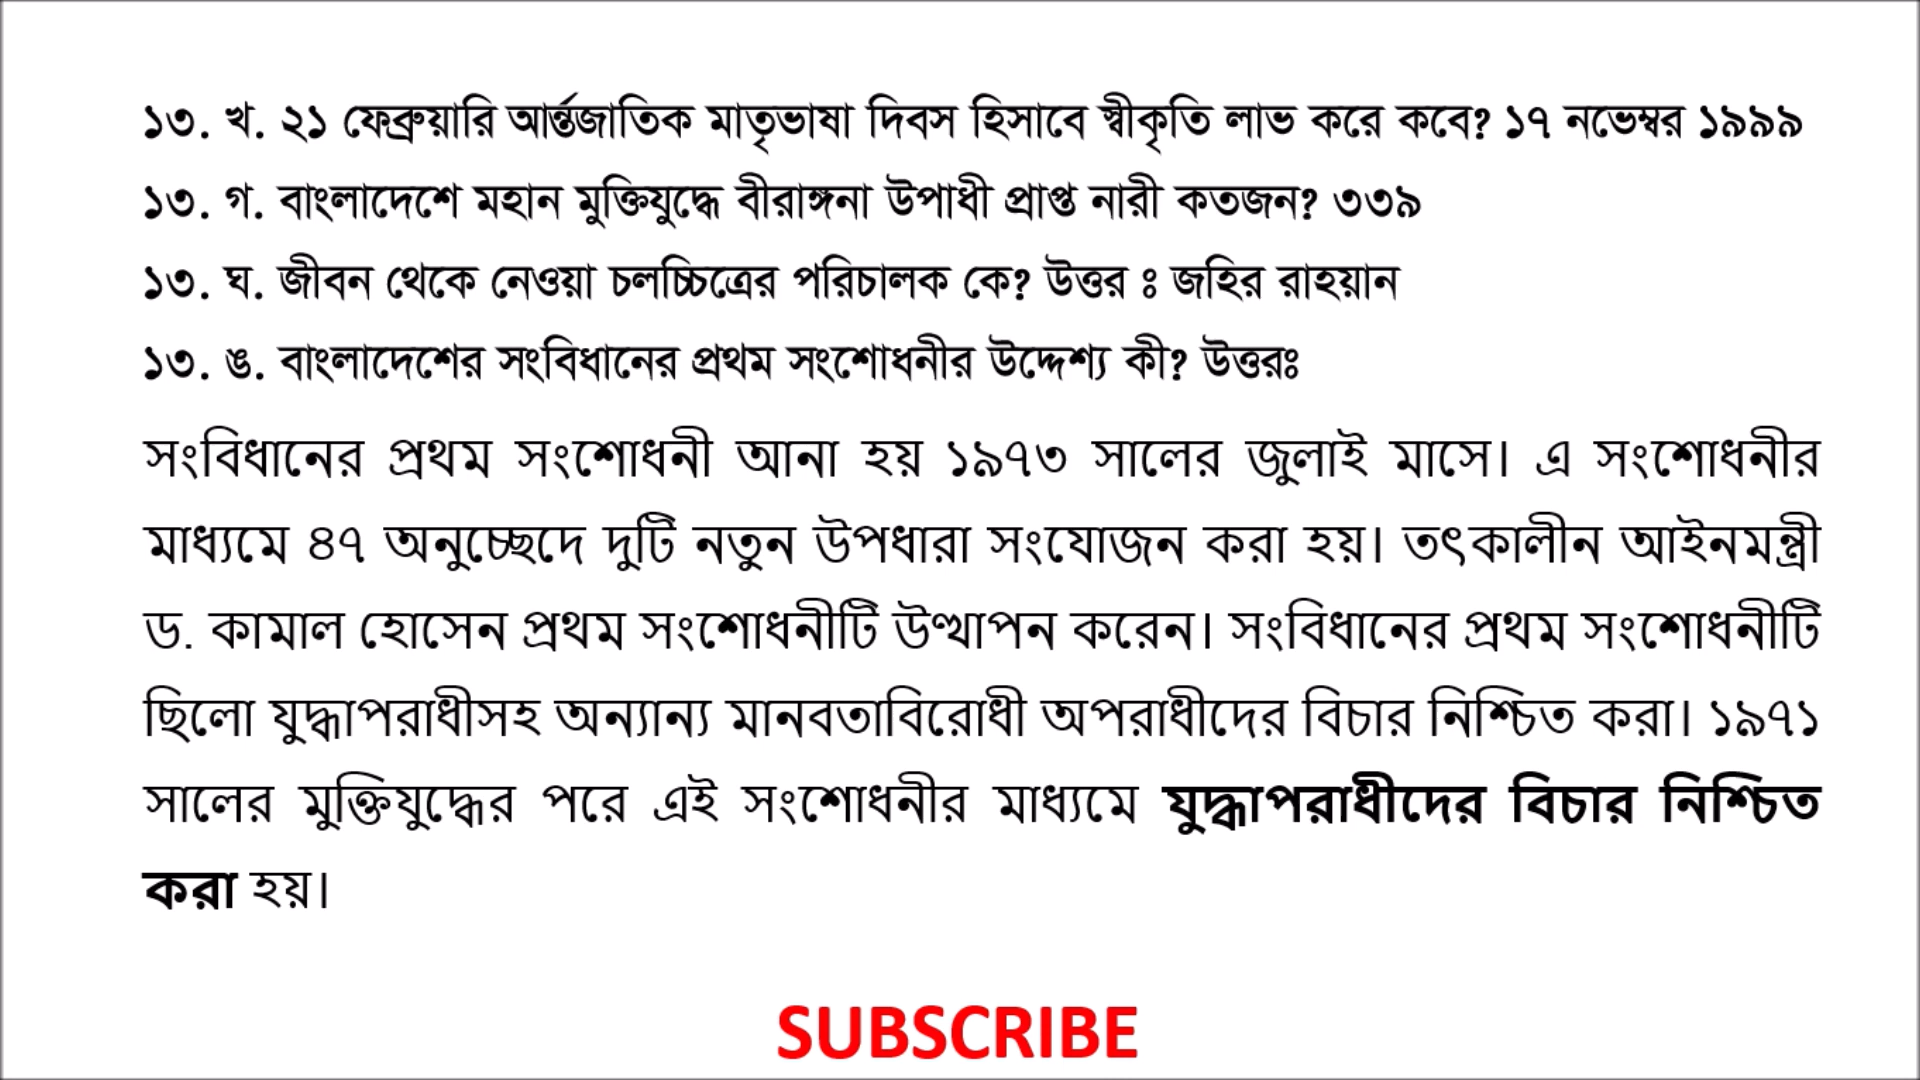 ১৩. খ. ২১ ফেব্রুয়ারি আর্ন্তজাতিক মাতৃভাষা দিবস হিসাবে স্বীকৃতি লাভ করে কবে? ১৭ নভেম্বর ১৯৯৯
১৩. গ. বাংলাদেশে মহান মুক্তিযুদ্ধে বীরাঙ্গনা উপাধী প্রাপ্ত নারী কতজন? ৩৩৯
১৩. ঘ. জীবন থেকে নেওয়া চলচ্চিত্রের পরিচালক কে? উত্তর ঃ জহির রাহয়ান
১৩. ঙ. বাংলাদেশের সংবিধানের প্রথম সংশোধনীর উদ্দেশ্য কী? উত্তরঃ
সংবিধানের প্রথম সংশোধনী আনা হয় ১৯৭৩ সালের জুলাই মাসে। এ সংশোধনীর
মাধ্যমে ৪৭ অনুচ্ছেদে দুটি নতুন উপধারা সংযোজন করা হয়। তৎকালীন আইনমন্ত্রী
ড. কামাল হোসেন প্রথম সংশোধনীটি উত্থাপন করেন। সংবিধানের প্রথম সংশোধনীটি
ছিলো যুদ্ধাপরাধীসহ অন্যান্য মানবতাবিরোধী অপরাধীদের বিচার নিশ্চিত করা। ১৯৭১
সালের মুক্তিযুদ্ধের পরে এই সংশোধনীর মাধ্যমে যুদ্ধাপরাধীদের বিচার নিশ্চিত
করা হয়।
SUBSCRIBE